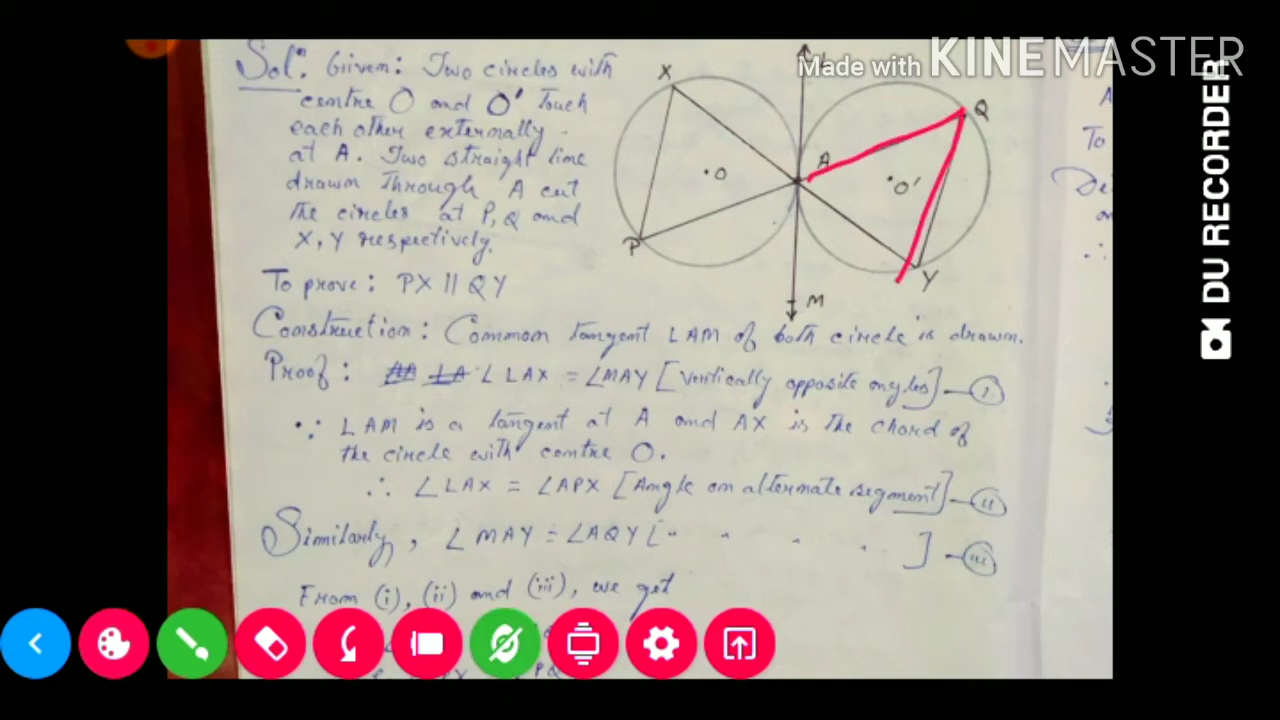 Made with KINEMASTER
DU RECORDER
Sol: Given: Two circles with
centre O and O' touch
each other externally
at A. Two straight line
drawn through A cut
the circles at P, Q and
X, Y respectively.
X
Q
A
O
O'
P
Y
M
To prove: PX || QY
Construction: Common tangent LAM of both circle is drawn.
Proof: ∠LAX = ∠MAY [Vertically opposite angles] — (i)
∵ LAM is a tangent at A and AX is the chord of
the circle with centre O.
∴ ∠LAX = ∠APX [Angle on alternate segment] — (ii)
Similarly, ∠MAY = ∠AQY [ " " " " ] — (iii)
From (i), (ii) and (iii), we get
A
To